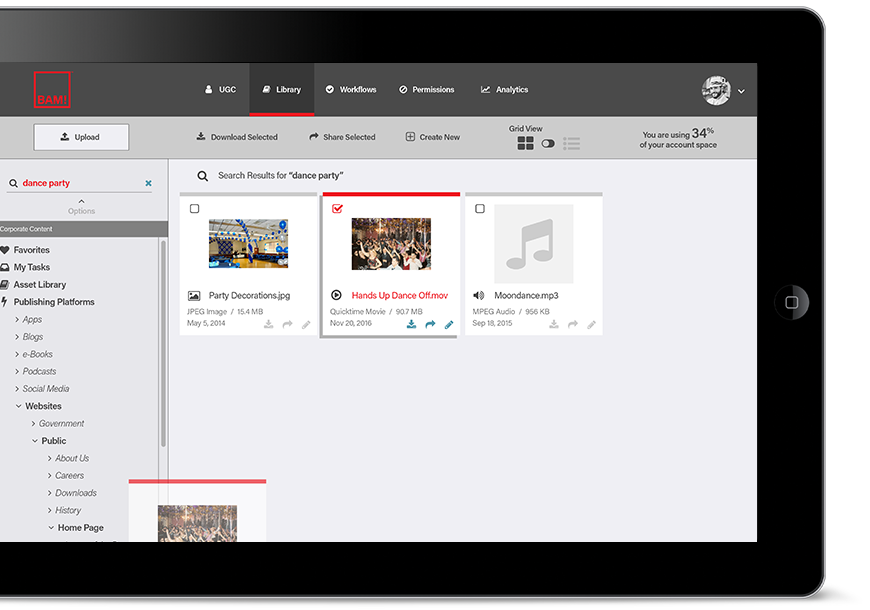 BAM!
UGC
Library
Workflows
Permissions
Analytics
Upload
Download Selected
Share Selected
Create New
Grid View
You are using 34%
of your account space
dance party
Options
Search Results for “dance party”
Corporate Content
Favorites
My Tasks
Asset Library
Publishing Platforms
Apps
Blogs
e-Books
Podcasts
Social Media
Websites
Government
Public
About Us
Careers
Downloads
History
Home Page
Party Decorations.jpg
JPEG Image / 15.4 MB
May 5, 2014
Hands Up Dance Off.mov
Quicktime Movie / 90.7 MB
Nov 20, 2016
Moondance.mp3
MPEG Audio / 956 KB
Sep 18, 2015